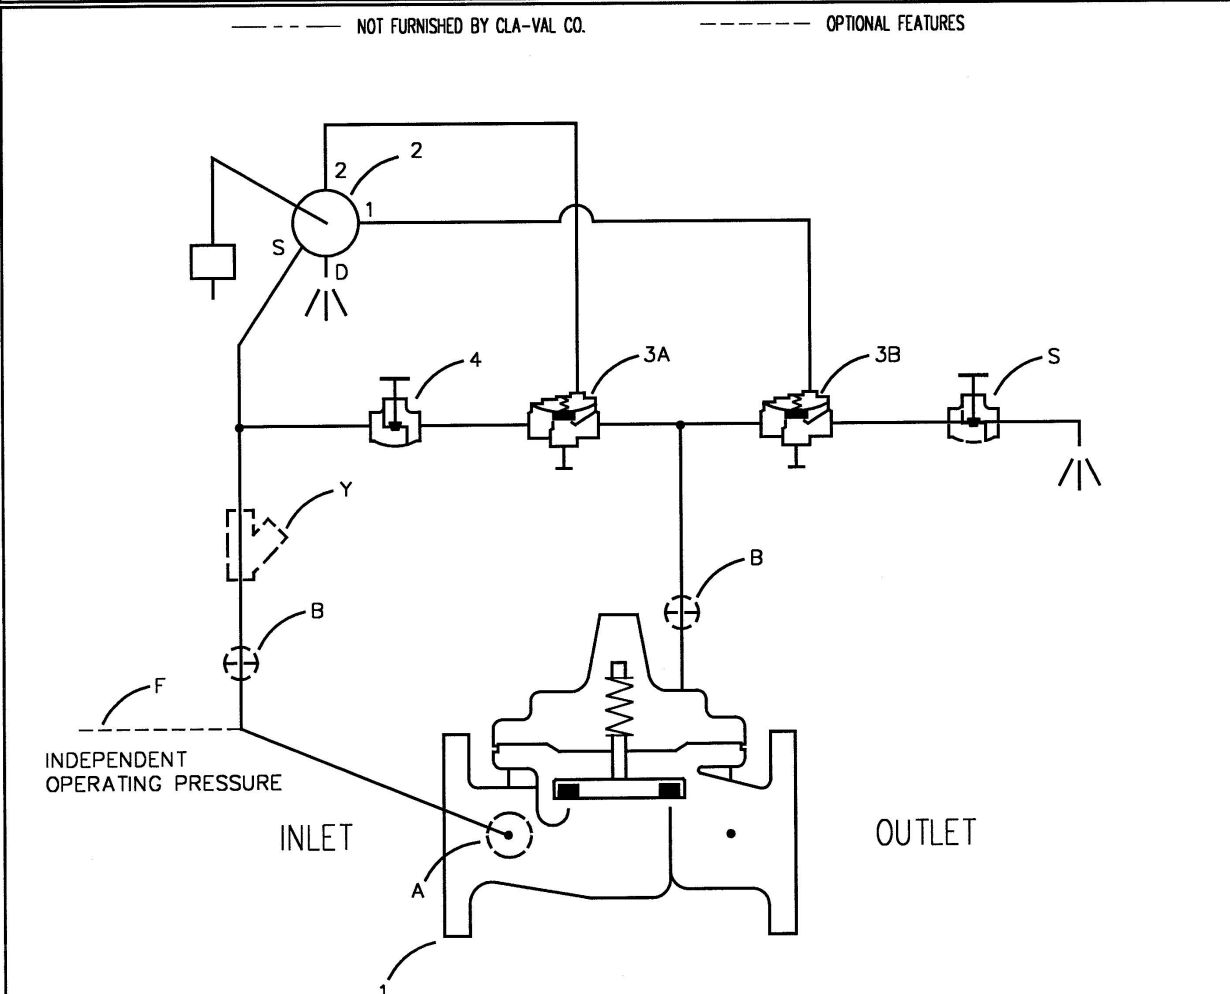 NOT FURNISHED BY CLA-VAL CO.
OPTIONAL FEATURES
2
2
1
S
D
4
3A
3B
S
Y
B
B
F
INDEPENDENT
OPERATING PRESSURE
INLET
OUTLET
A
1